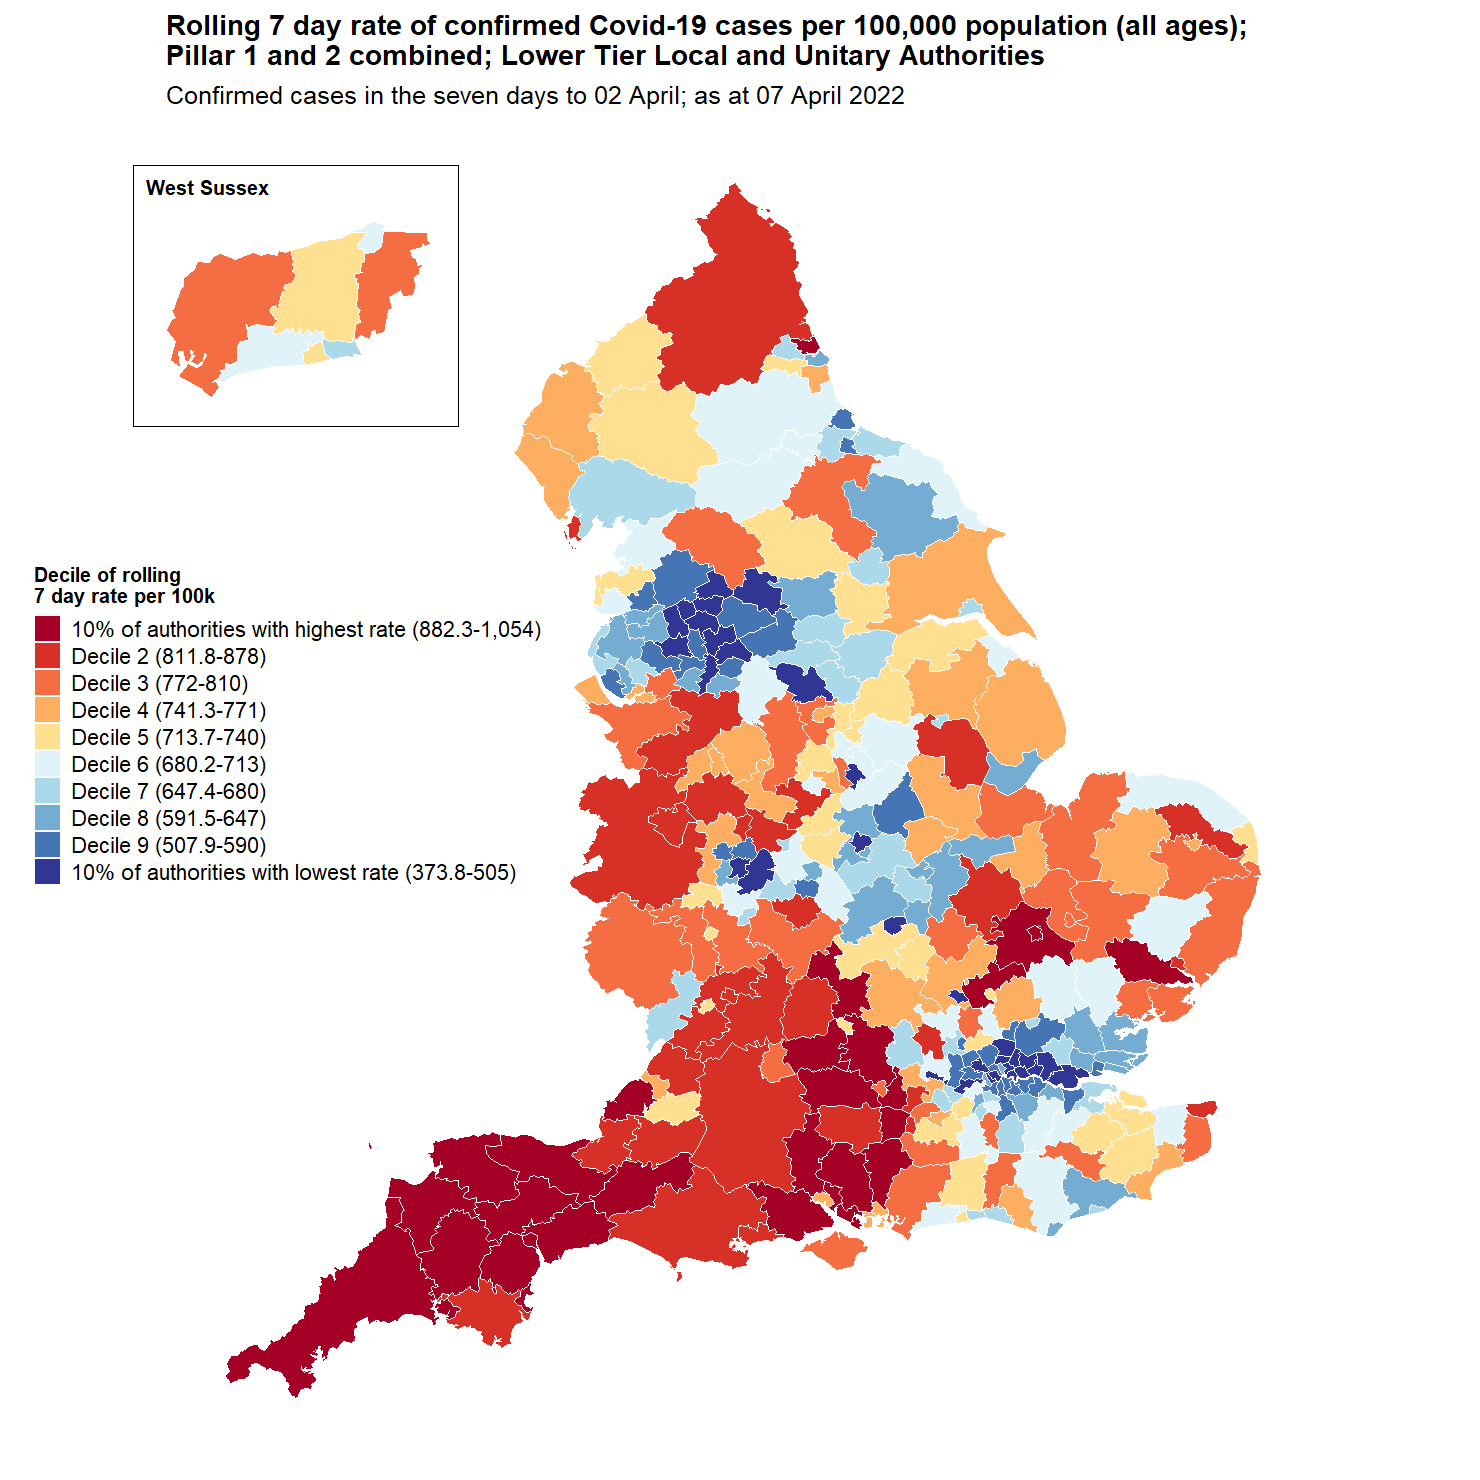 Rolling 7 day rate of confirmed Covid-19 cases per 100,000 population (all ages);
Pillar 1 and 2 combined; Lower Tier Local and Unitary Authorities
Confirmed cases in the seven days to 02 April; as at 07 April 2022
West Sussex
Decile of rolling
7 day rate per 100k
10% of authorities with highest rate (882.3-1,054)
Decile 2 (811.8-878)
Decile 3 (772-810)
Decile 4 (741.3-771)
Decile 5 (713.7-740)
Decile 6 (680.2-713)
Decile 7 (647.4-680)
Decile 8 (591.5-647)
Decile 9 (507.9-590)
10% of authorities with lowest rate (373.8-505)